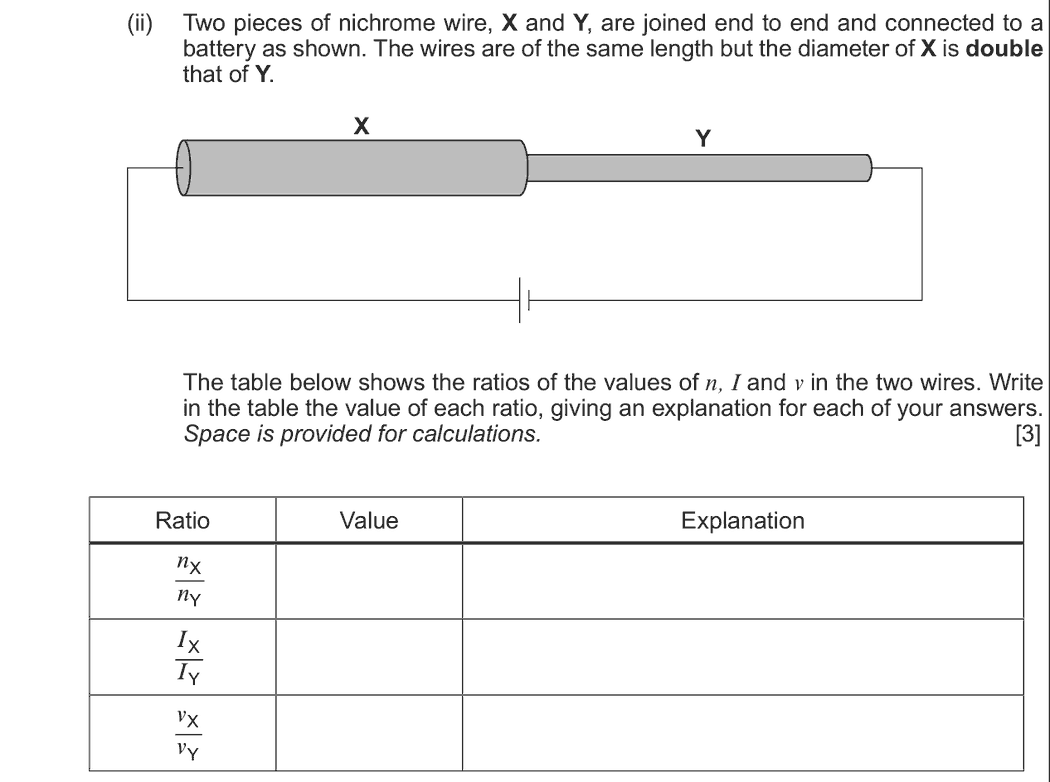 (ii) Two pieces of nichrome wire, X and Y, are joined end to end and connected to a
battery as shown. The wires are of the same length but the diameter of X is double
that of Y.
X
Y
The table below shows the ratios of the values of n, I and v in the two wires. Write
in the table the value of each ratio, giving an explanation for each of your answers.
Space is provided for calculations. [3]
Ratio Value Explanation
nX
nY
IX
IY
vX
vY